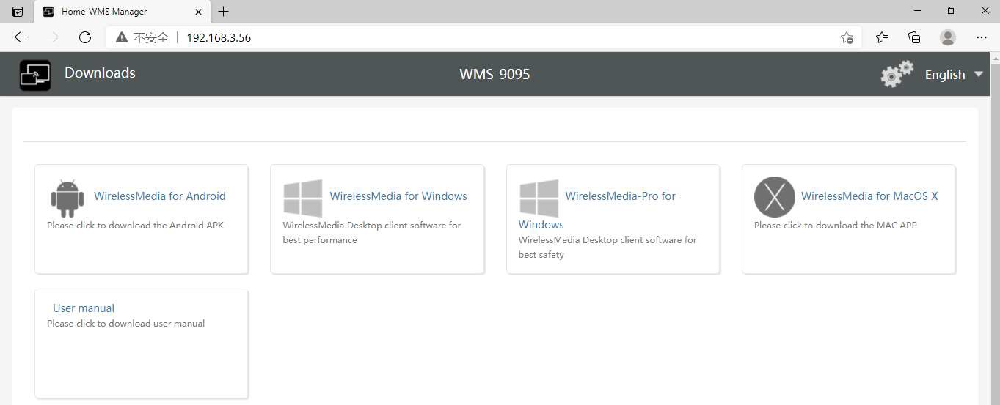 Home-WMS Manager
不安全 192.168.3.56
Downloads WMS-9095 English
WirelessMedia for Android
Please click to download the Android APK
WirelessMedia for Windows
WirelessMedia Desktop client software for
best performance
WirelessMedia-Pro for
Windows
WirelessMedia Desktop client software for
best safety
WirelessMedia for MacOS X
Please click to download the MAC APP
User manual
Please click to download user manual